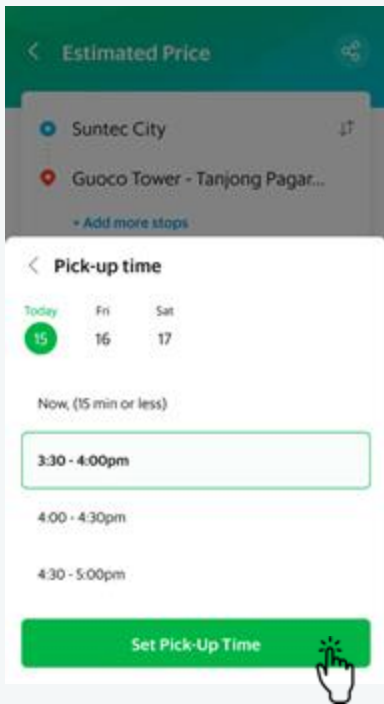 Estimated Price
Suntec City
Guoco Tower - Tanjong Pagar...
+ Add more stops
Pick-up time
Today Fri Sat
15 16 17
Now, (15 min or less)
3:30 - 4:00pm
4:00 - 4:30pm
4:30 - 5:00pm
Set Pick-Up Time